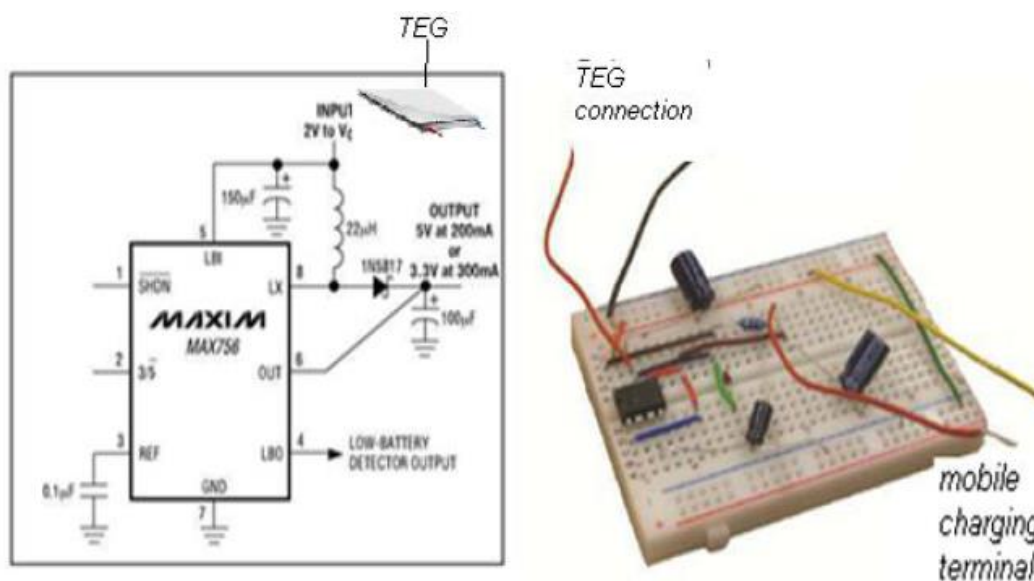 TEG
INPUT
2V to V
150µF
22µH
OUTPUT
5V at 200mA
or
3.3V at 300mA
5
LBI
1N5817
1
SHDN
8
LX
MAXIM
MAX756
100µF
2
3/5
6
OUT
3
REF
4
LBO
LOW-BATTERY
DETECTOR OUTPUT
0.1µF
GND
7
TEG
connection
mobile
charging
terminal